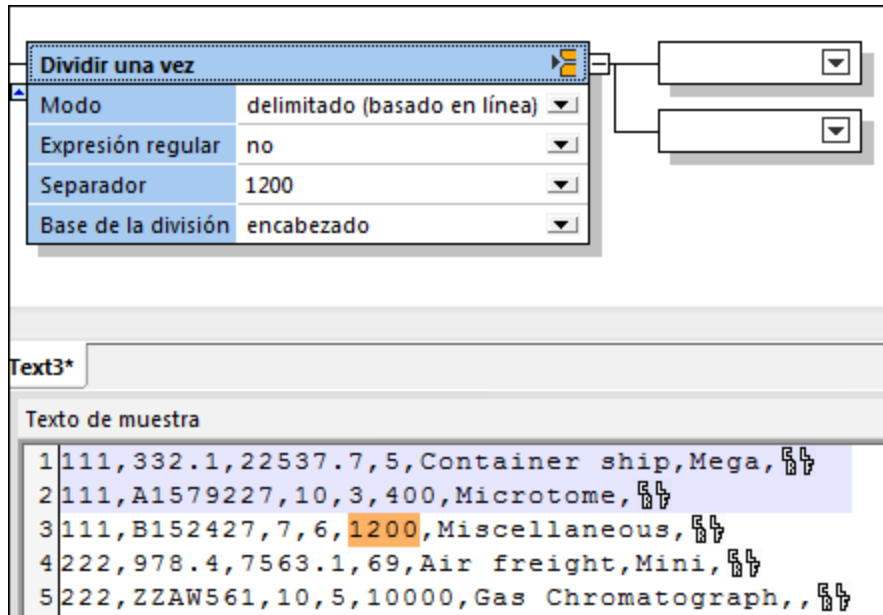 Dividir una vez
Modo delimitado (basado en línea)
Expresión regular no
Separador 1200
Base de la división encabezado
Text3*
Texto de muestra
1 111,332.1,22537.7,5,Container ship,Mega,␍␊
2 111,A1579227,10,3,400,Microtome,␍␊
3 111,B152427,7,6,1200,Miscellaneous,␍␊
4 222,978.4,7563.1,69,Air freight,Mini,␍␊
5 222,ZZAW561,10,5,10000,Gas Chromatograph,,␍␊